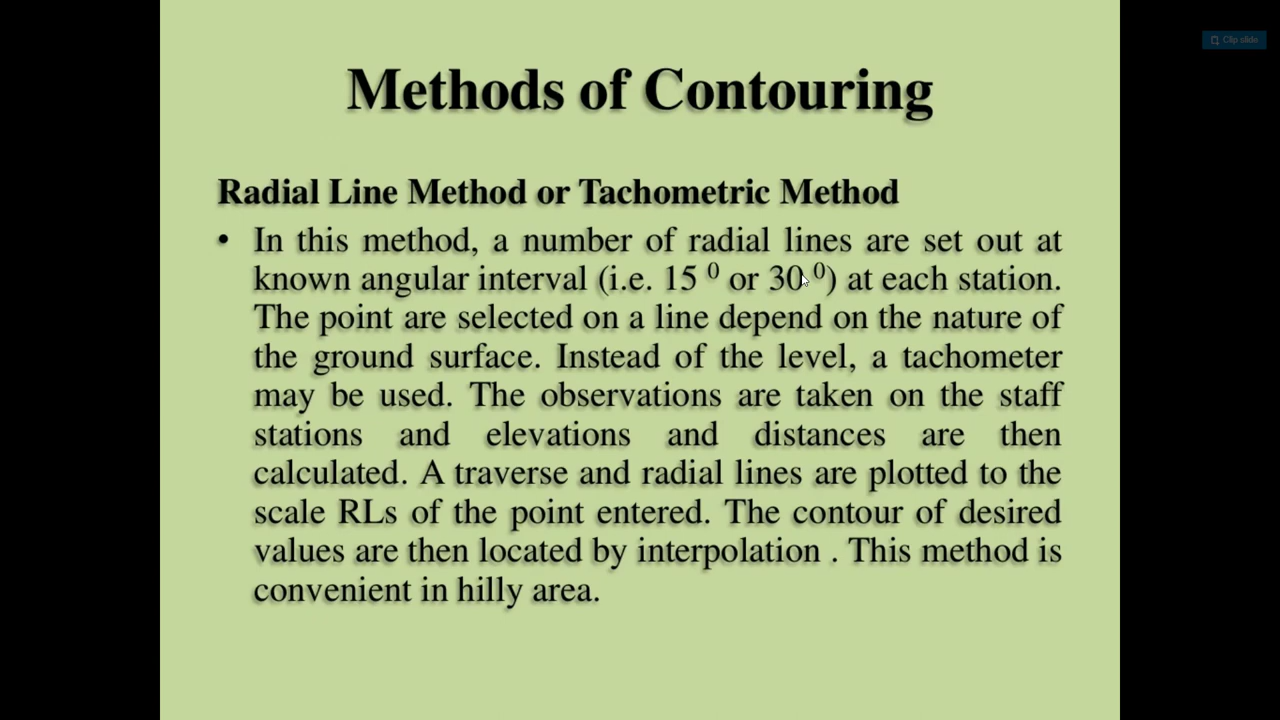 Clip slide
Methods of Contouring
Radial Line Method or Tachometric Method
• In this method, a number of radial lines are set out at
known angular interval (i.e. 15 ⁰ or 30 ⁰) at each station.
The point are selected on a line depend on the nature of
the ground surface. Instead of the level, a tachometer
may be used. The observations are taken on the staff
stations and elevations and distances are then
calculated. A traverse and radial lines are plotted to the
scale RLs of the point entered. The contour of desired
values are then located by interpolation . This method is
convenient in hilly area.